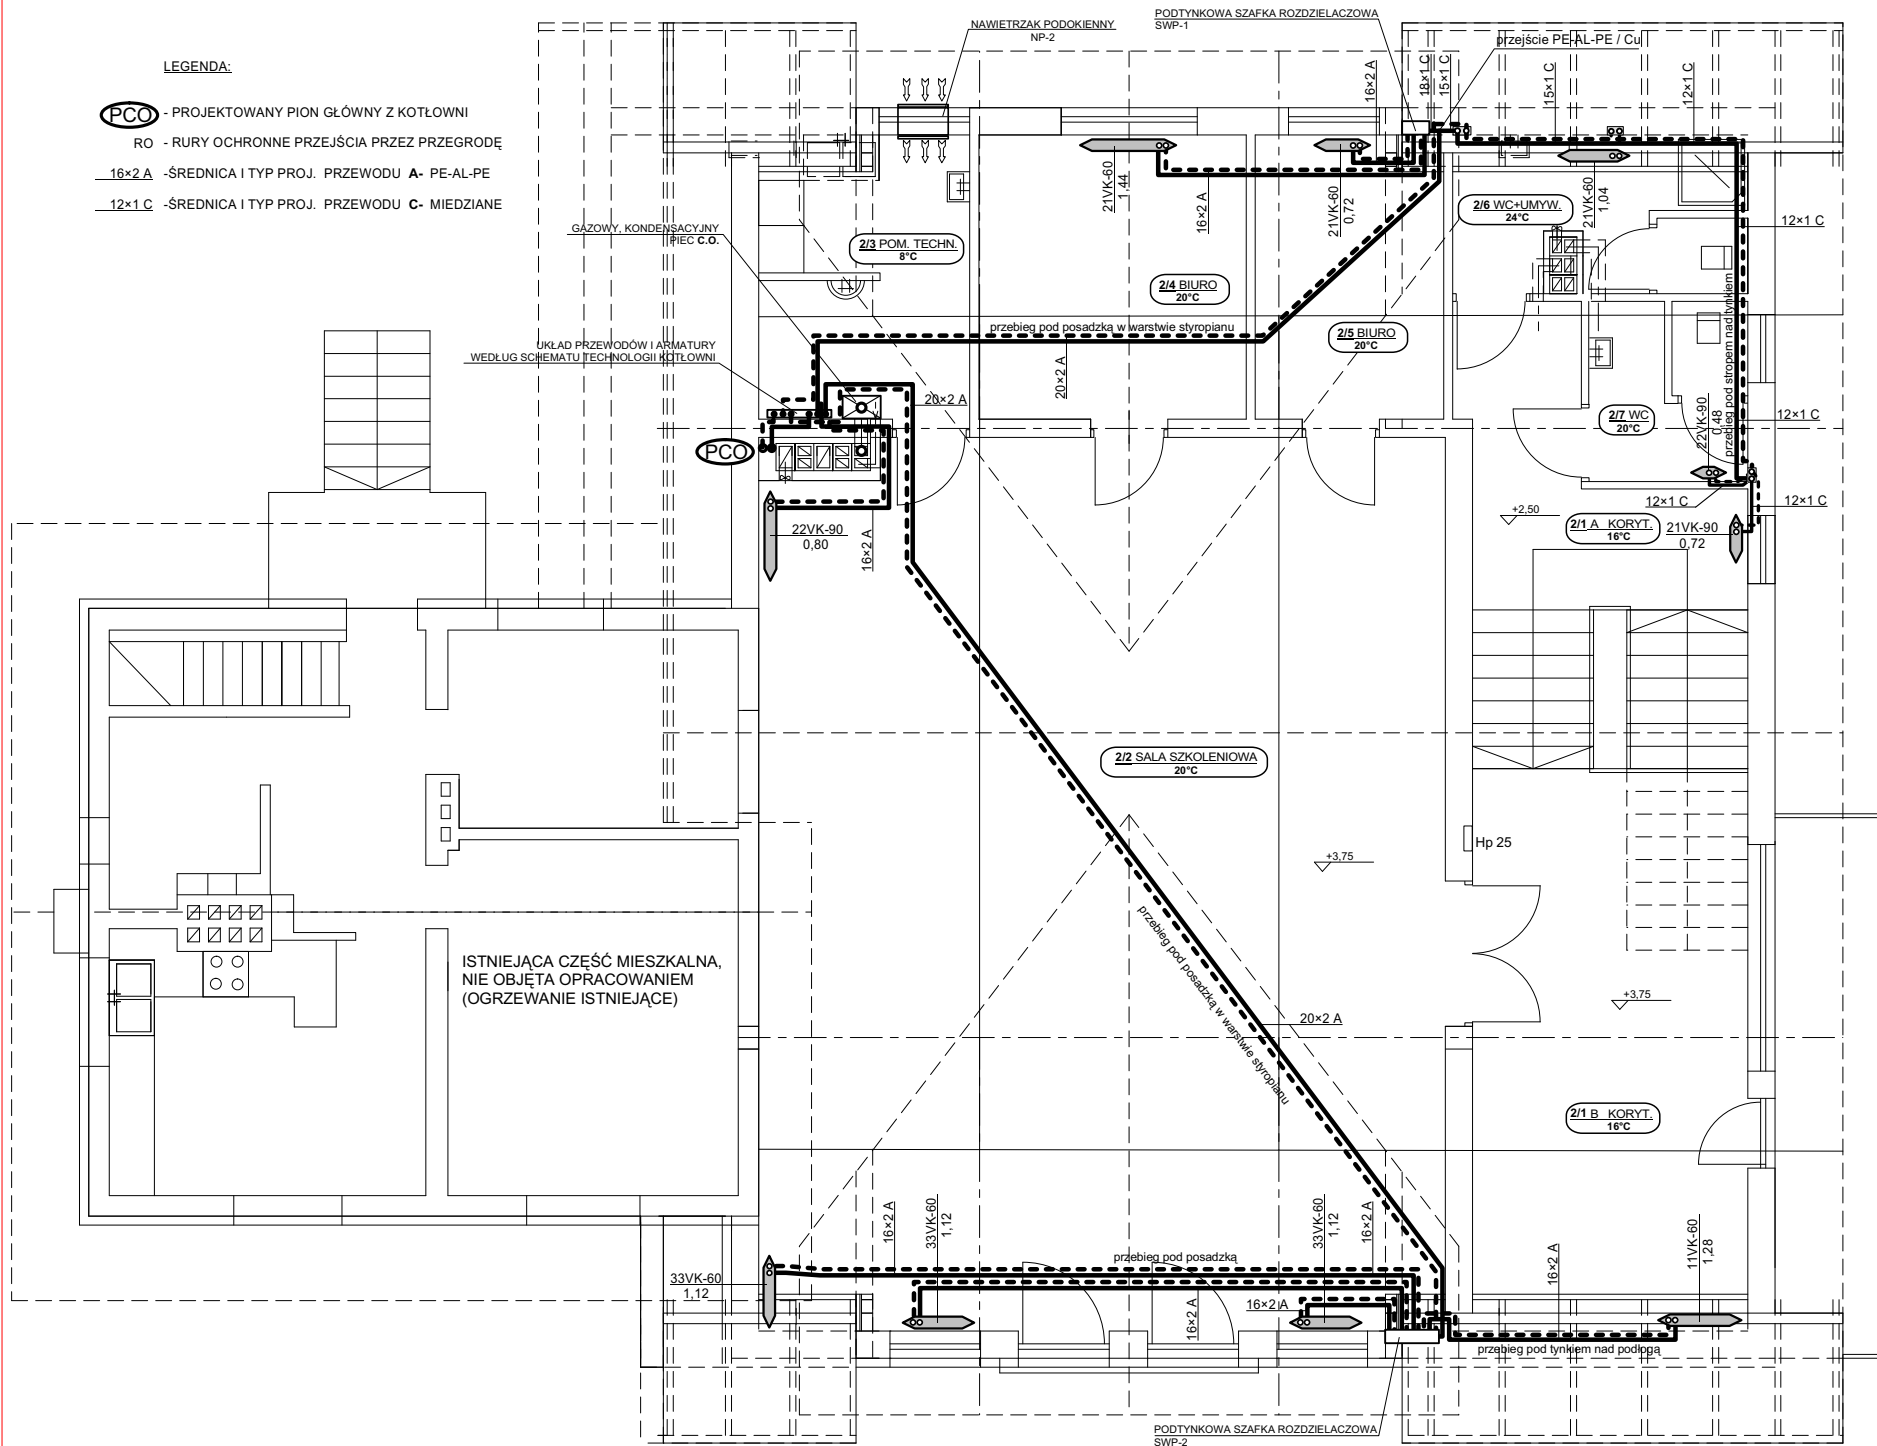 LEGENDA:
PCO - PROJEKTOWANY PION GŁÓWNY Z KOTŁOWNI
RO - RURY OCHRONNE PRZEJŚCIA PRZEZ PRZEGRODĘ
16×2 A -ŚREDNICA I TYP PROJ. PRZEWODU A- PE-AL-PE
12×1 C -ŚREDNICA I TYP PROJ. PRZEWODU C- MIEDZIANE
NAWIETRZAK PODOKIENNY
NP-2
PODTYNKOWA SZAFKA ROZDZIELACZOWA
SWP-1
przejście PE-AL-PE / Cu
16×2 A
18×1 C
15×1 C
15×1 C
12×1 C
21VK-60
1,44
16×2 A
21VK-60
0,72
21VK-60
1,04
2/6 WC+UMYW.
24°C
12×1 C
GAZOWY, KONDENSACYJNY
PIEC C.O.
2/3 POM. TECHN.
8°C
2/4 BIURO
20°C
2/5 BIURO
20°C
przebieg pod posadzką w warstwie styropianu
przebieg pod stropem nad tynkiem
UKŁAD PRZEWODÓW I ARMATURY
WEDŁUG SCHEMATU TECHNOLOGII KOTŁOWNI
20×2 A
20×2 A
2/7 WC
20°C
22VK-90
0,48
12×1 C
PCO
12×1 C
12×1 C
+2,50
2/1 A KORYT.
16°C
21VK-90
0,72
22VK-90
0,80
16×2 A
2/2 SALA SZKOLENIOWA
20°C
Hp 25
+3,75
przebieg pod posadzką w warstwie styropianu
ISTNIEJĄCA CZĘŚĆ MIESZKALNA,
NIE OBJĘTA OPRACOWANIEM
(OGRZEWANIE ISTNIEJĄCE)
+3,75
20×2 A
2/1 B KORYT.
16°C
16×2 A
33VK-60
1,12
33VK-60
1,12
16×2 A
przebieg pod posadzką
16×2 A
11VK-60
1,28
33VK-60
1,12
16×2 A
16×2 A
przebieg pod tynkiem nad podłogą
PODTYNKOWA SZAFKA ROZDZIELACZOWA
SWP-2